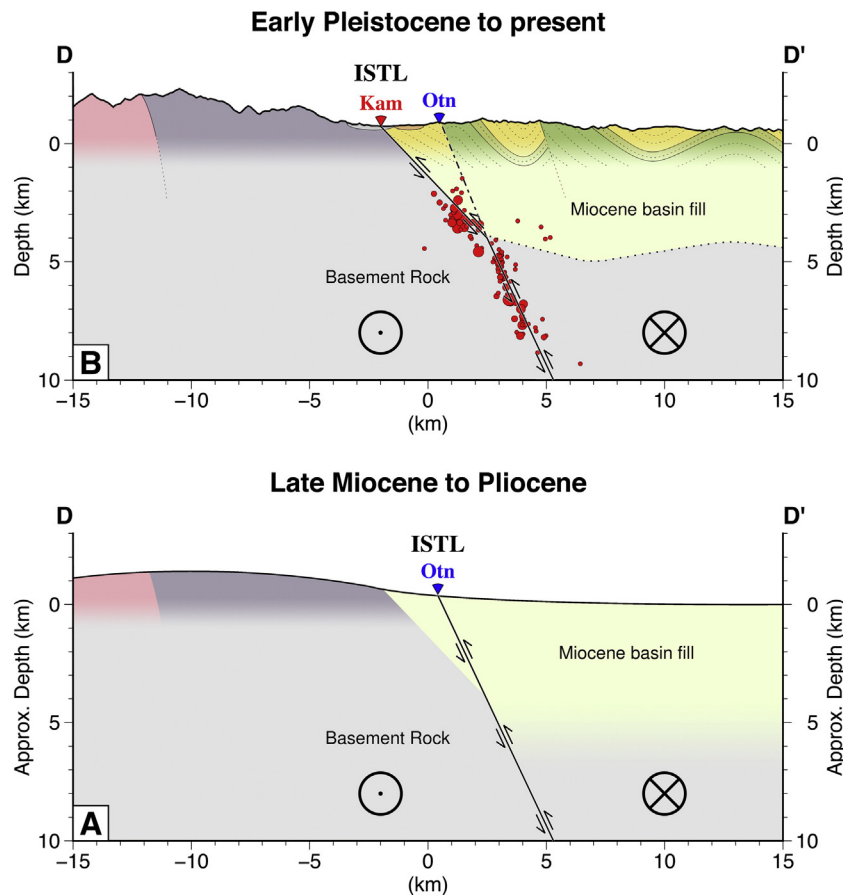 Early Pleistocene to present
D D'
ISTL
Kam Otn
0 0
Depth (km) Depth (km)
Miocene basin fill
5 5
Basement Rock
B
10 10
−15 −10 −5 0 5 10 15
(km)
Late Miocene to Pliocene
D D'
ISTL
Otn
0 0
Approx. Depth (km) Approx. Depth (km)
Miocene basin fill
5 5
Basement Rock
A
10 10
−15 −10 −5 0 5 10 15
(km)